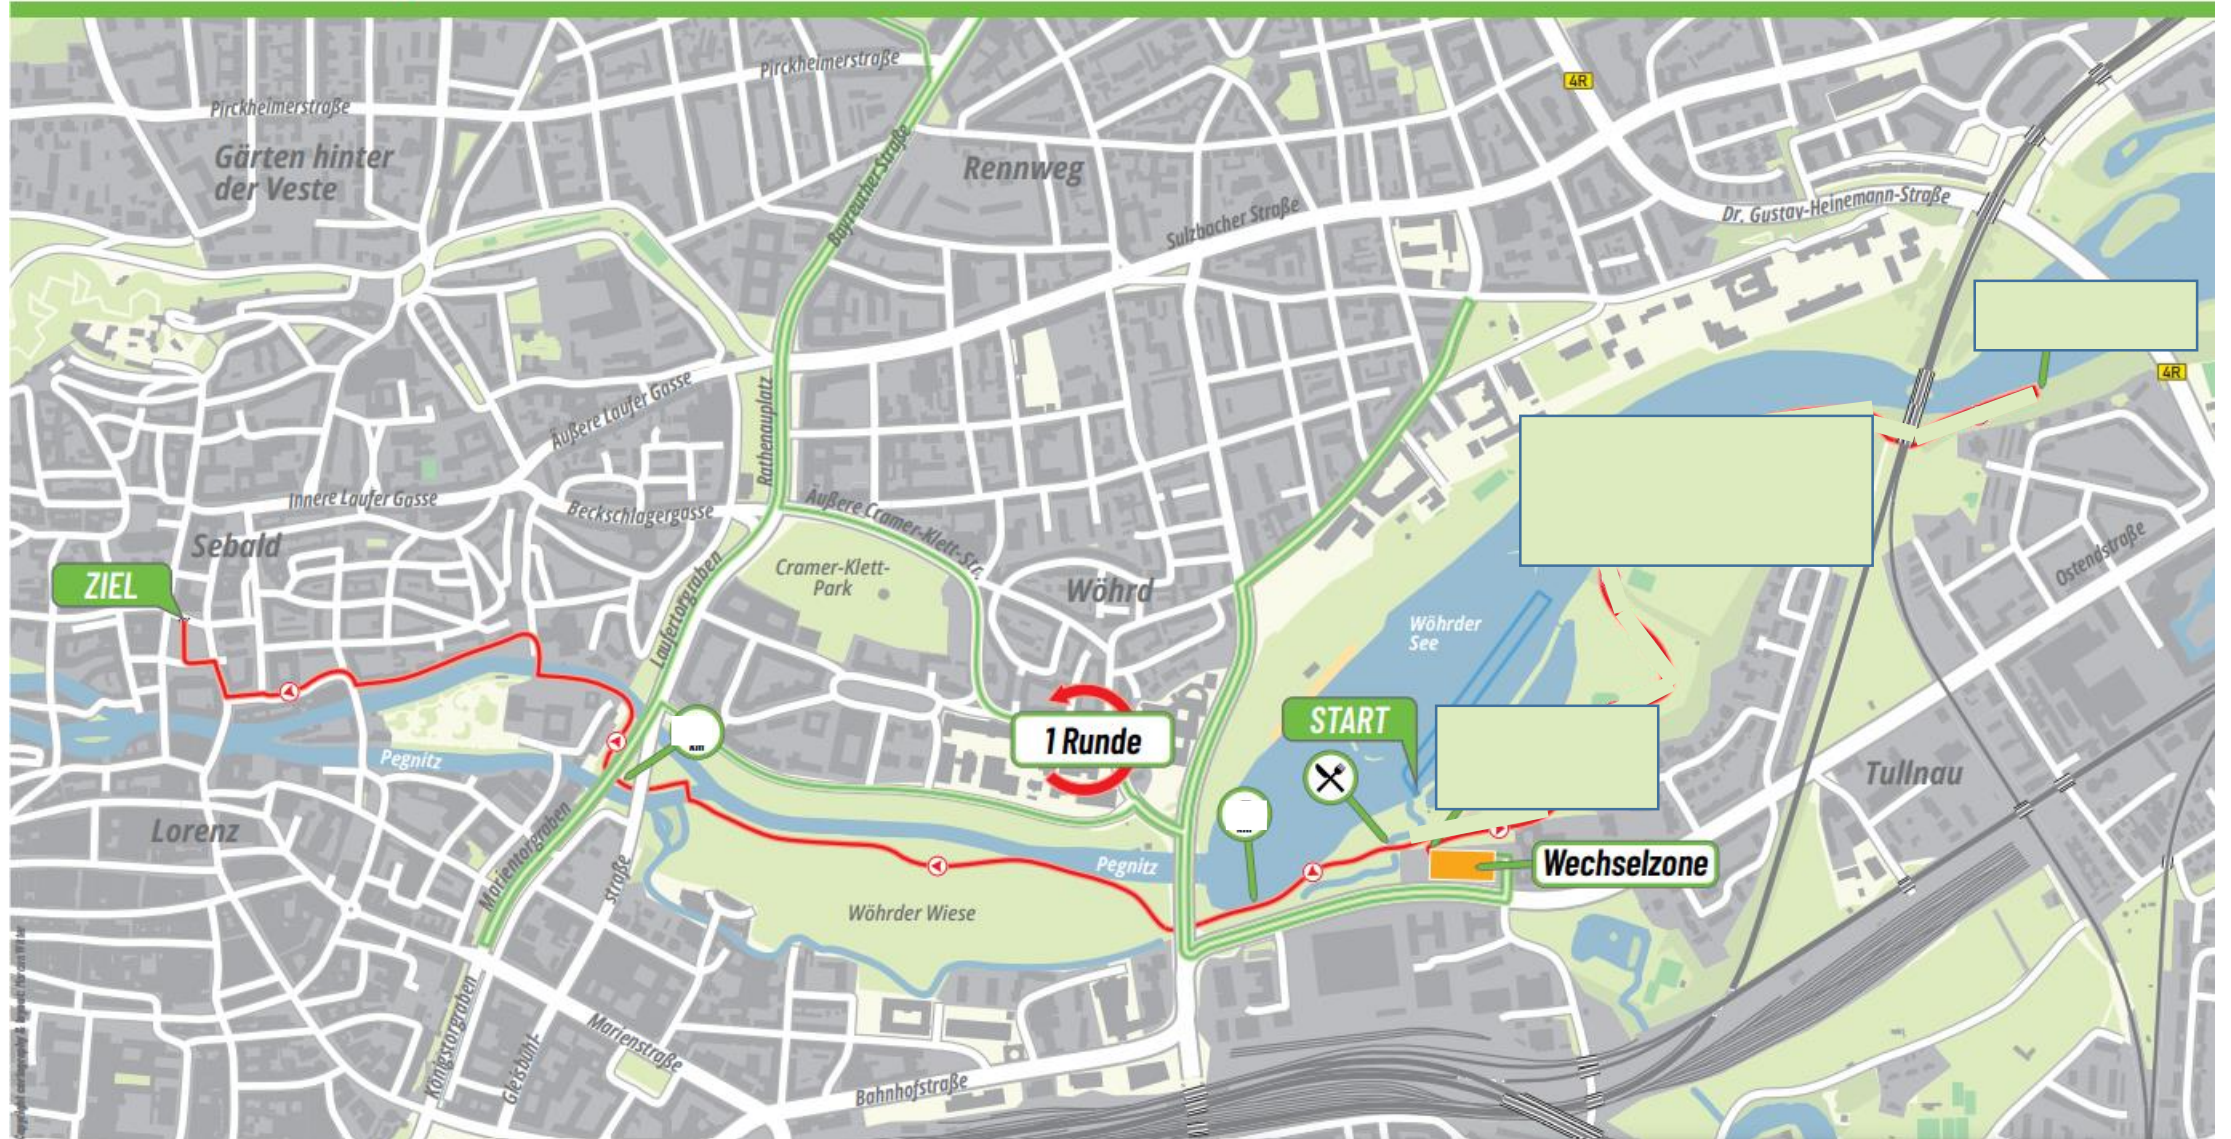 Pirckheimerstraße
4R
Pirckheimerstraße
Gärten hinter
der Veste
Rennweg
Bayreuther Straße
Dr. Gustav-Heinemann-Straße
Sulzbacher Straße
4R
Äußere Laufer Gasse
Rathenauplatz
Innere Laufer Gasse
Beckschlagergasse
Äußere Cramer-Klett-Str.
Sebald
Ostendstraße
Cramer-Klett-
Park
ZIEL
Wöhrd
Laufertorgraben
Wöhrder
See
START
1 Runde
Pegnitz
Tullnau
Lorenz
Marientorgraben
Pegnitz
Wechselzone
straße
Wöhrder Wiese
Königstorgraben
Gleisbühl-
Marienstraße
Bahnhofstraße